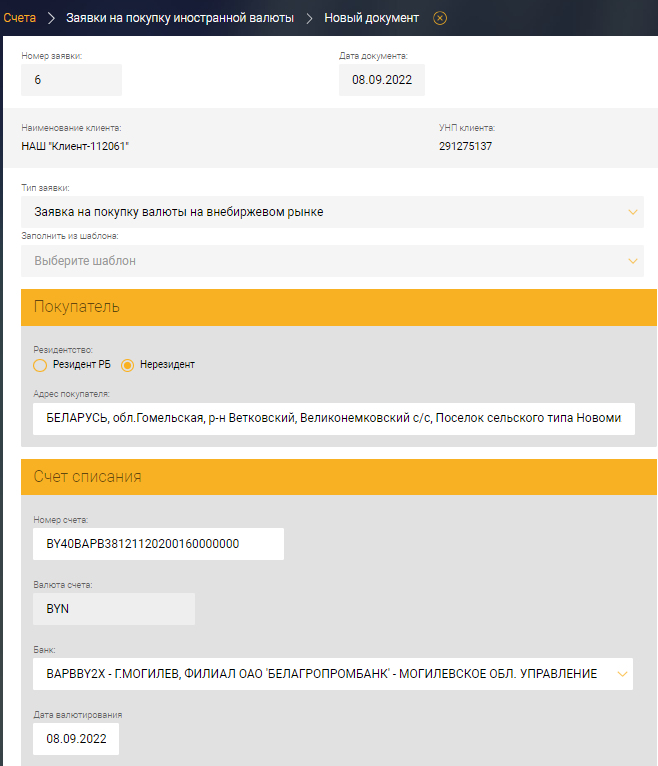 Счета > Заявки на покупку иностранной валюты > Новый документ
Номер заявки: Дата документа:
6 08.09.2022
Наименование клиента: УНП клиента:
НАШ "Клиент-112061" 291275137
Тип заявки:
Заявка на покупку валюты на внебиржевом рынке
Заполнить из шаблона:
Выберите шаблон
Покупатель
Резидентство:
Резидент РБ Нерезидент
Адрес покупателя:
БЕЛАРУСЬ, обл.Гомельская, р-н Ветковский, Великонемковский с/с, Поселок сельского типа Новоми
Счет списания
Номер счета:
BY40BAPB38121120200160000000
Валюта счета:
BYN
Банк:
BAPBBY2X - Г.МОГИЛЕВ, ФИЛИАЛ ОАО 'БЕЛАГРОПРОМБАНК' - МОГИЛЕВСКОЕ ОБЛ. УПРАВЛЕНИЕ
Дата валютирования
08.09.2022